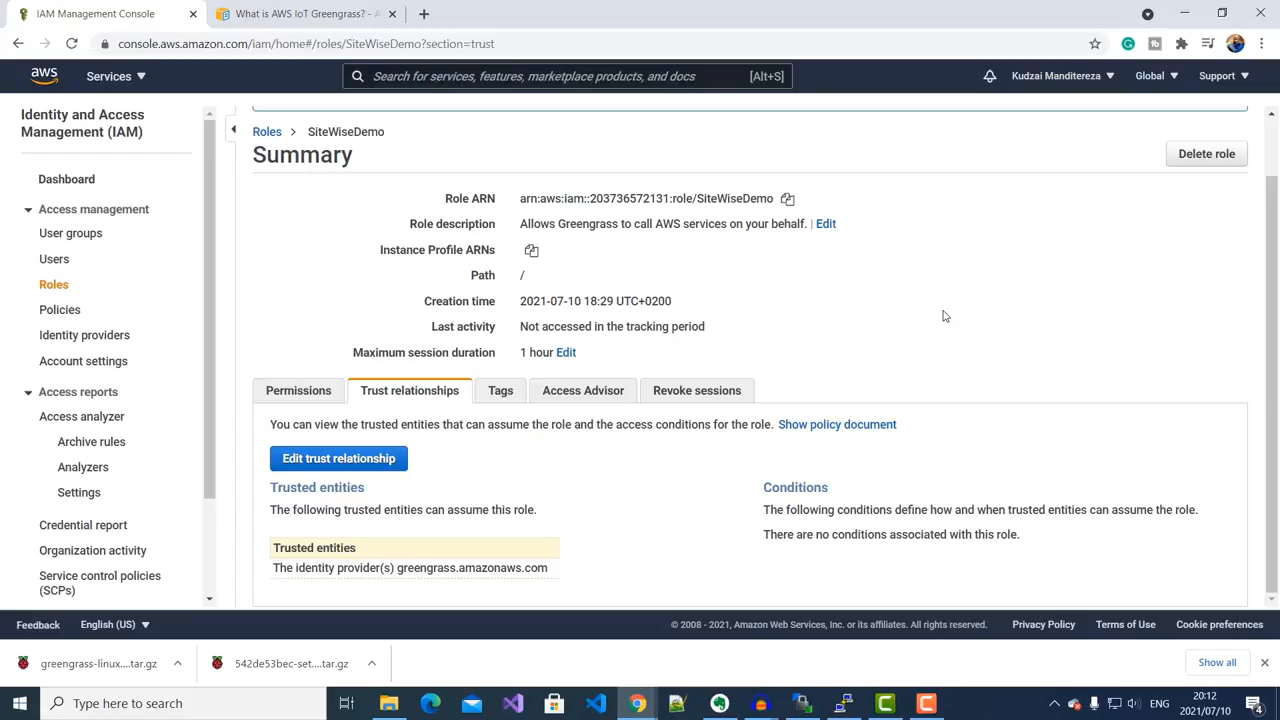 IAM Management Console
What is AWS IoT Greengrass? - A
console.aws.amazon.com/iam/home#/roles/SiteWiseDemo?section=trust
aws
Services
Search for services, features, marketplace products, and docs
[Alt+S]
Kudzai Manditereza
Global
Support
Identity and Access
Management (IAM)
Dashboard
Access management
User groups
Users
Roles
Policies
Identity providers
Account settings
Access reports
Access analyzer
Archive rules
Analyzers
Settings
Credential report
Organization activity
Service control policies
(SCPs)
Roles > SiteWiseDemo
Summary
Delete role
Role ARN arn:aws:iam::203736572131:role/SiteWiseDemo
Role description Allows Greengrass to call AWS services on your behalf. | Edit
Instance Profile ARNs
Path /
Creation time 2021-07-10 18:29 UTC+0200
Last activity Not accessed in the tracking period
Maximum session duration 1 hour Edit
Permissions
Trust relationships
Tags
Access Advisor
Revoke sessions
You can view the trusted entities that can assume the role and the access conditions for the role. Show policy document
Edit trust relationship
Trusted entities
The following trusted entities can assume this role.
Trusted entities
The identity provider(s) greengrass.amazonaws.com
Conditions
The following conditions define how and when trusted entities can assume the role.
There are no conditions associated with this role.
Feedback
English (US)
© 2008 - 2021, Amazon Web Services, Inc. or its affiliates. All rights reserved.
Privacy Policy
Terms of Use
Cookie preferences
greengrass-linux....tar.gz
542de53bec-set....tar.gz
Show all
Type here to search
ENG
20:12
2021/07/10
4